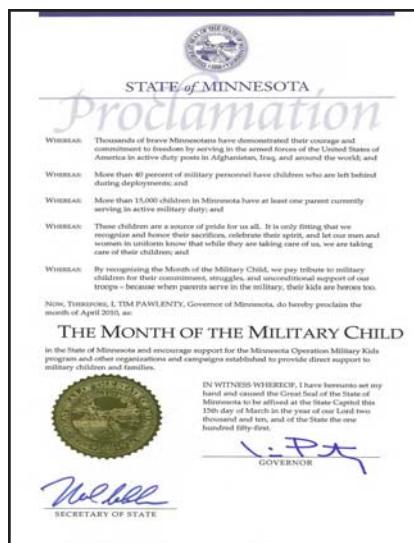 STATE of MINNESOTA
Proclamation
WHEREAS: Thousands of brave Minnesotans have demonstrated their courage and
commitment to freedom by serving in the armed forces of the United States of
America in active duty posts in Afghanistan, Iraq, and around the world; and
WHEREAS: More than 40 percent of military personnel have children who are left behind
during deployments; and
WHEREAS: More than 15,000 children in Minnesota have at least one parent currently
serving in active military duty; and
WHEREAS: These children are a source of pride for us all. It is only fitting that we
recognize and honor their sacrifices, celebrate their spirit, and let our men and
women in uniform know that while they are taking care of us, we are taking
care of their children; and
WHEREAS: By recognizing the Month of the Military Child, we pay tribute to military
children for their commitment, struggles, and unconditional support of our
troops – because when parents serve in the military, their kids are heroes too.
NOW, THEREFORE, I, TIM PAWLENTY, Governor of Minnesota, do hereby proclaim the
month of April 2010, as:
THE MONTH OF THE MILITARY CHILD
in the State of Minnesota and encourage support for the Minnesota Operation Military Kids
program and other organizations and campaigns established to provide direct support to
military children and families.
IN WITNESS WHEREOF, I have hereunto set my
hand and caused the Great Seal of the State of
Minnesota to be affixed at the State Capitol this
15th day of March in the year of our Lord two
thousand and ten, and of the State the one
hundred fifty-first.
GOVERNOR
SECRETARY OF STATE